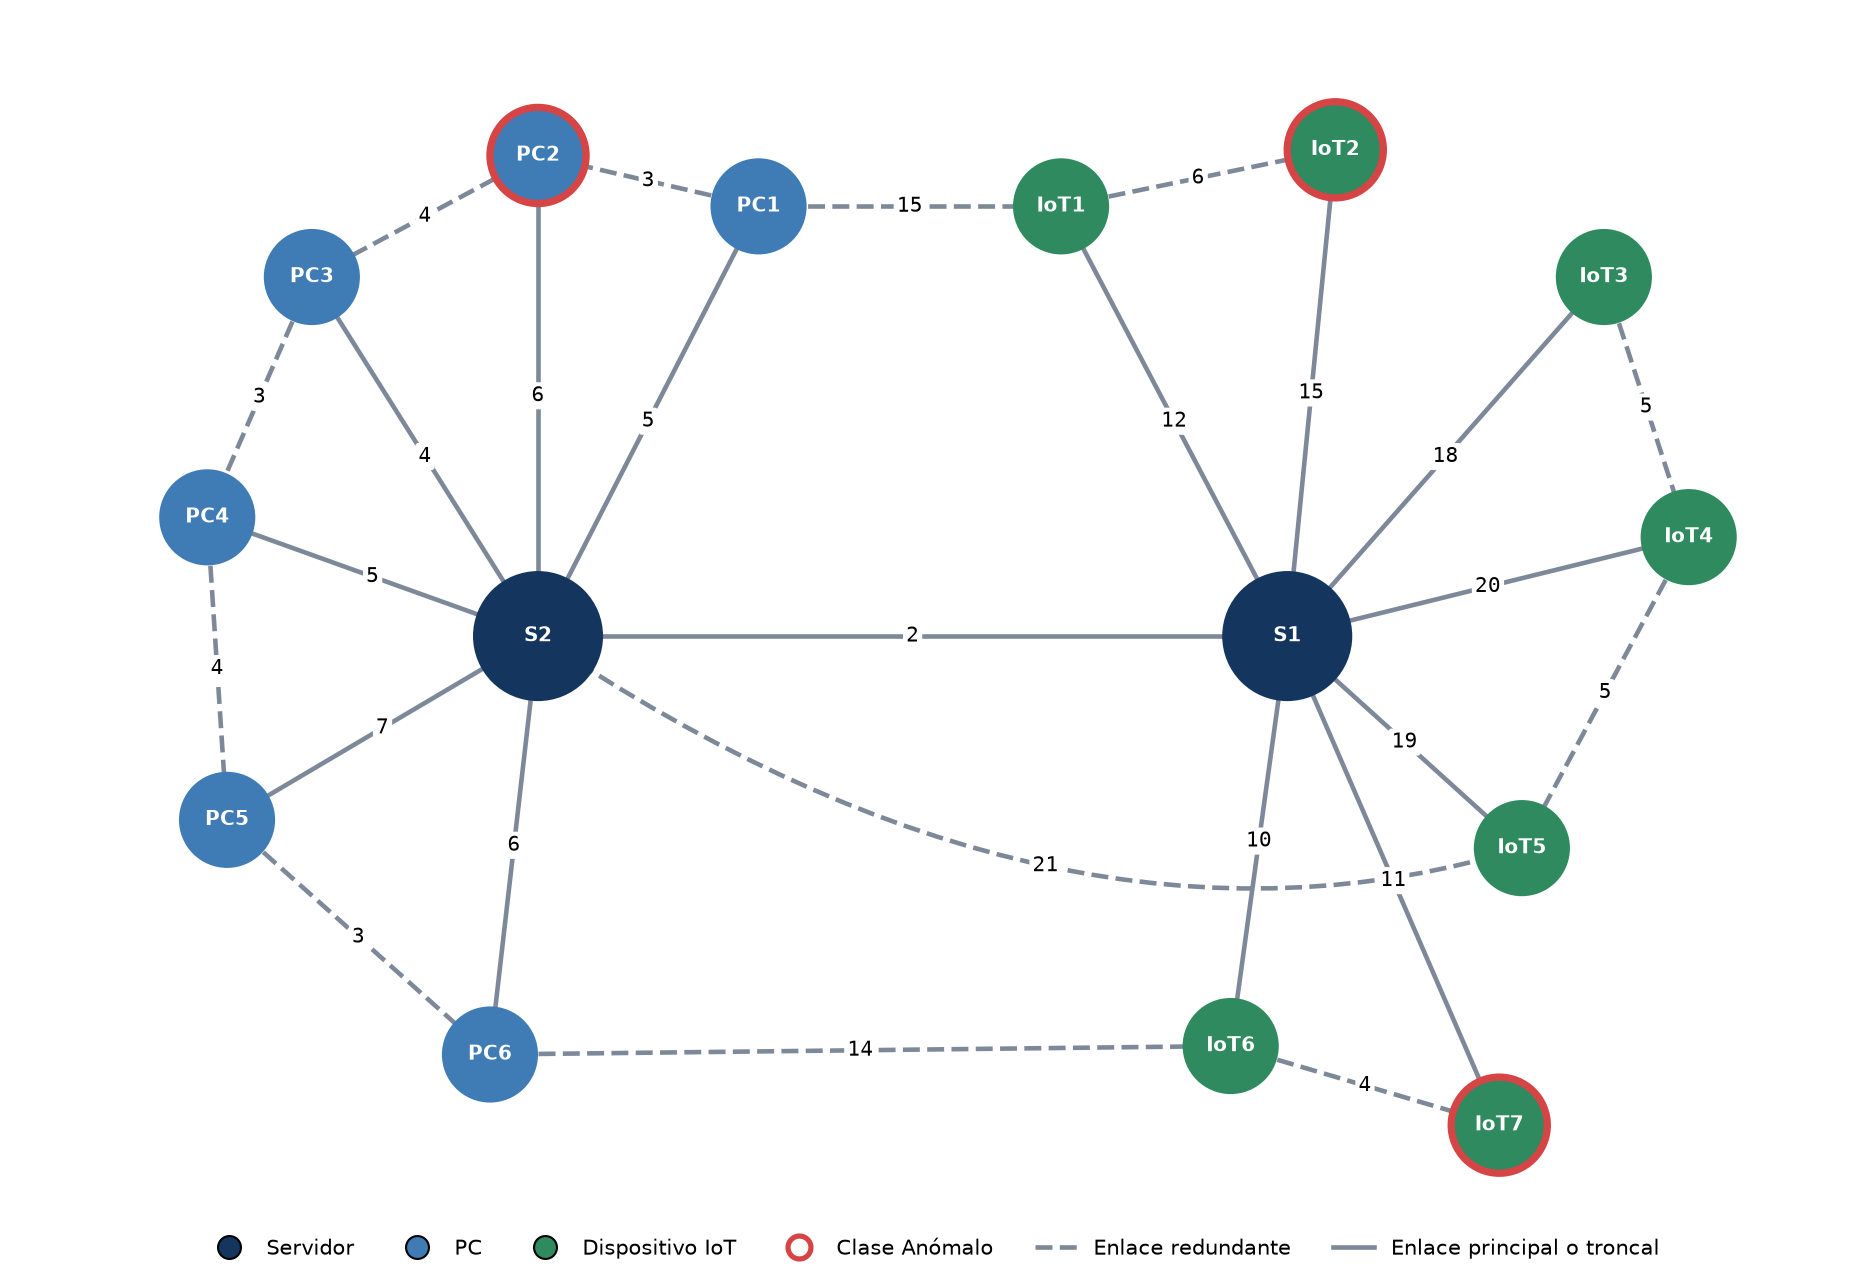 IoT2
PC2
3
6
PC1
15
IoT1
4
PC3
IoT3
3
6
15
5
5
12
4
18
PC4
IoT4
5
20
S2
2
S1
4
5
7
19
PC5
6
10
IoT5
21
11
3
PC6
14
IoT6
4
IoT7
Servidor PC Dispositivo IoT Clase Anómalo Enlace redundante Enlace principal o troncal